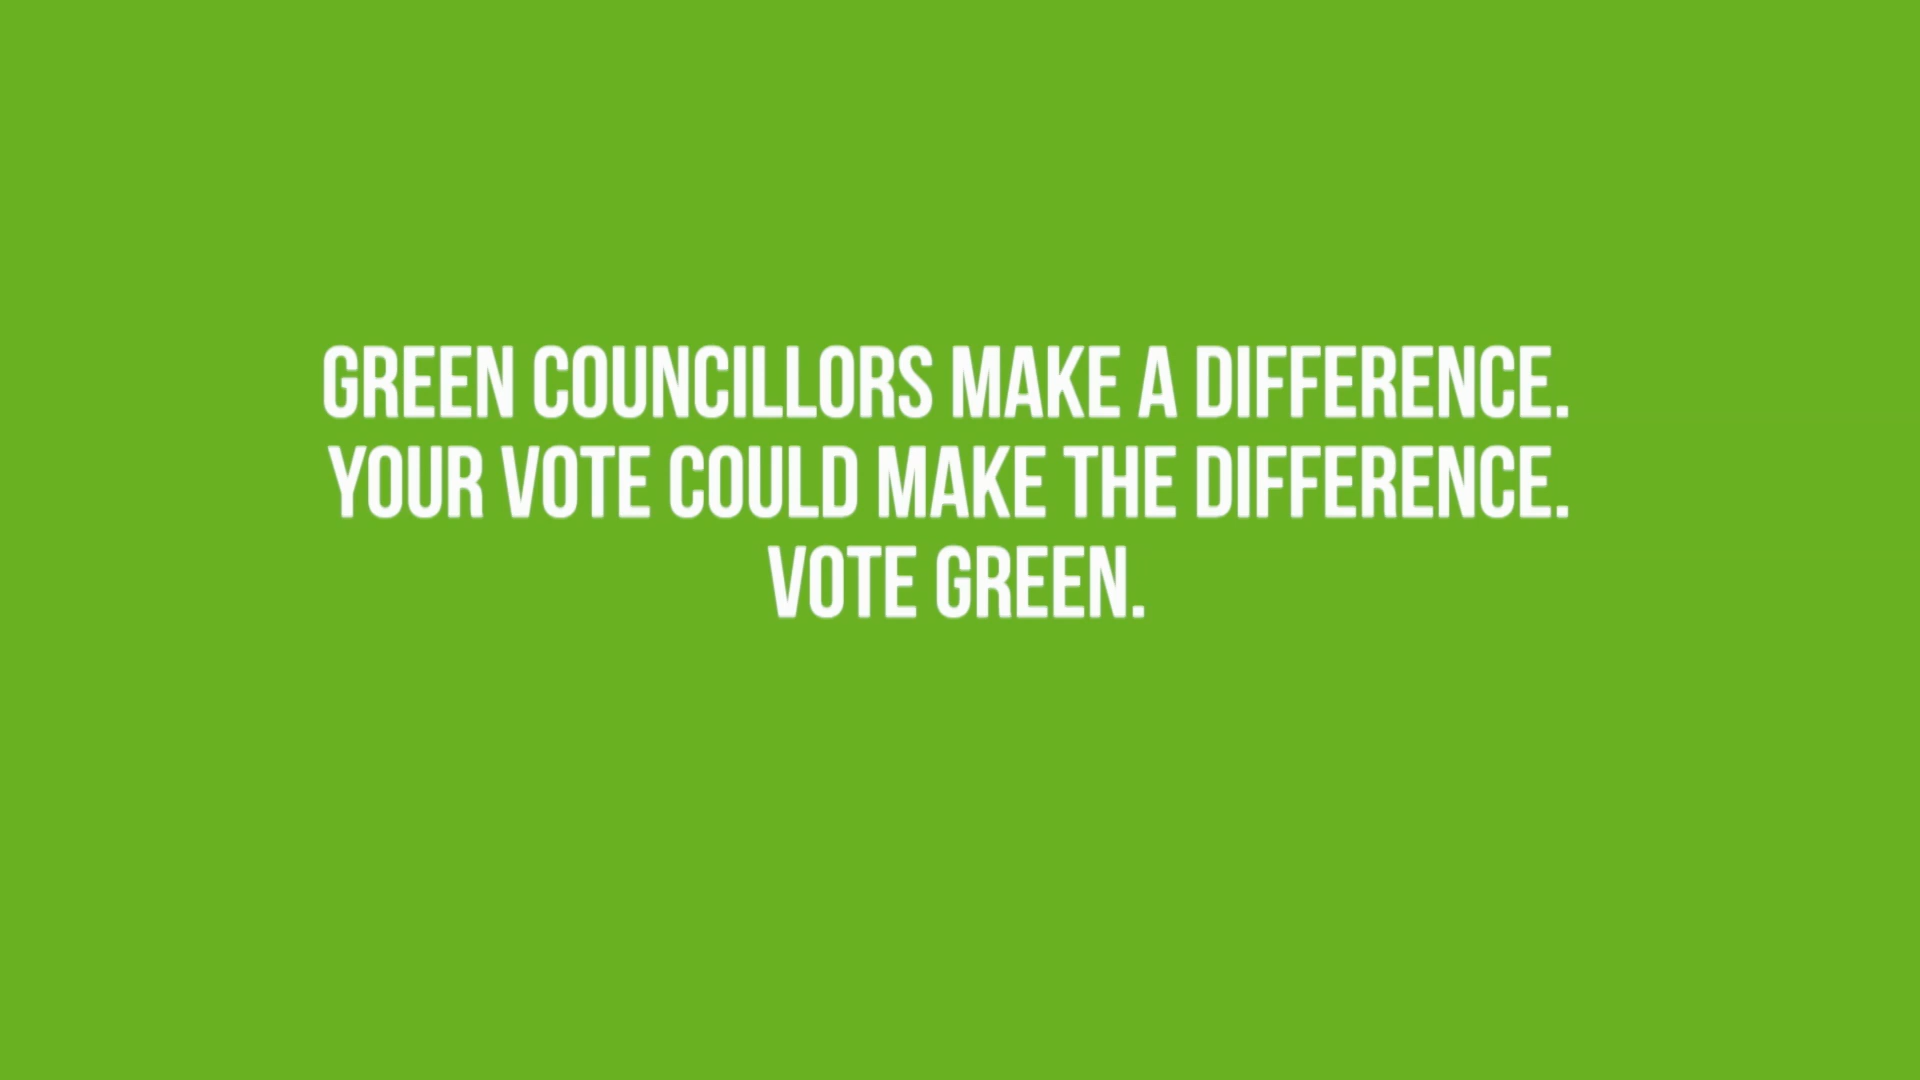 GREEN COUNCILLORS MAKE A DIFFERENCE.
YOUR VOTE COULD MAKE THE DIFFERENCE.
VOTE GREEN.